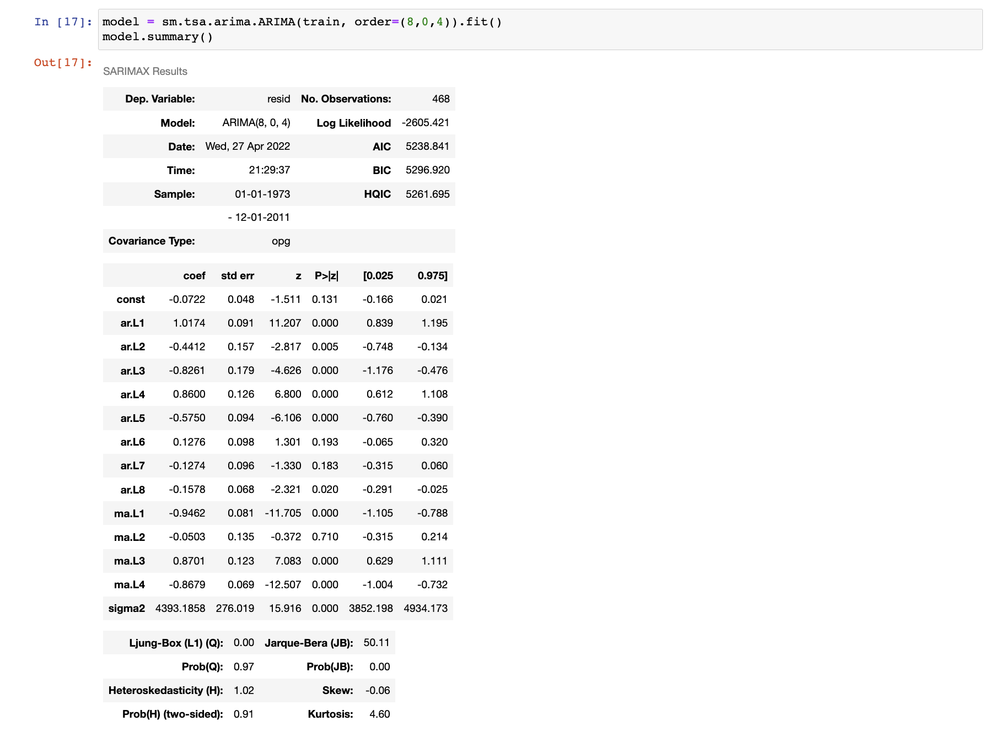 In [17]: model = sm.tsa.arima.ARIMA(train, order=(8,0,4)).fit()
model.summary()
Out[17]:
SARIMAX Results
Dep. Variable: resid No. Observations: 468
Model: ARIMA(8, 0, 4) Log Likelihood -2605.421
Date: Wed, 27 Apr 2022 AIC 5238.841
Time: 21:29:37 BIC 5296.920
Sample: 01-01-1973 HQIC 5261.695
- 12-01-2011
Covariance Type: opg
coef std err z P>|z| [0.025 0.975]
const -0.0722 0.048 -1.511 0.131 -0.166 0.021
ar.L1 1.0174 0.091 11.207 0.000 0.839 1.195
ar.L2 -0.4412 0.157 -2.817 0.005 -0.748 -0.134
ar.L3 -0.8261 0.179 -4.626 0.000 -1.176 -0.476
ar.L4 0.8600 0.126 6.800 0.000 0.612 1.108
ar.L5 -0.5750 0.094 -6.106 0.000 -0.760 -0.390
ar.L6 0.1276 0.098 1.301 0.193 -0.065 0.320
ar.L7 -0.1274 0.096 -1.330 0.183 -0.315 0.060
ar.L8 -0.1578 0.068 -2.321 0.020 -0.291 -0.025
ma.L1 -0.9462 0.081 -11.705 0.000 -1.105 -0.788
ma.L2 -0.0503 0.135 -0.372 0.710 -0.315 0.214
ma.L3 0.8701 0.123 7.083 0.000 0.629 1.111
ma.L4 -0.8679 0.069 -12.507 0.000 -1.004 -0.732
sigma2 4393.1858 276.019 15.916 0.000 3852.198 4934.173
Ljung-Box (L1) (Q): 0.00 Jarque-Bera (JB): 50.11
Prob(Q): 0.97 Prob(JB): 0.00
Heteroskedasticity (H): 1.02 Skew: -0.06
Prob(H) (two-sided): 0.91 Kurtosis: 4.60